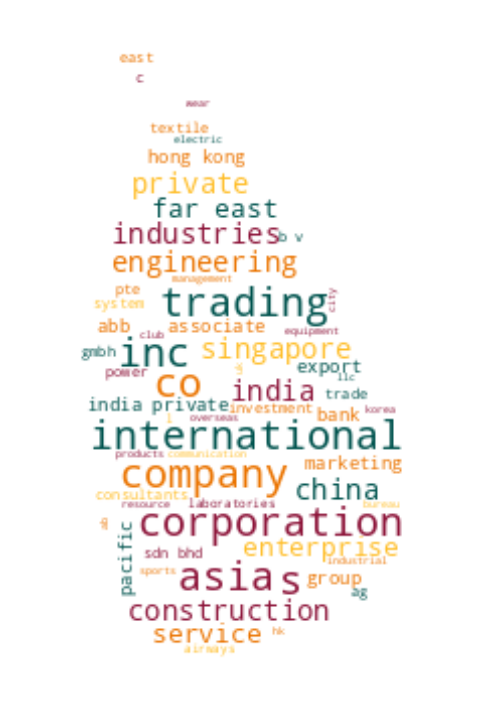 east
c
wear
textile
electric
hong kong
private
far east
industries b v
engineering
management
pte
system trading city
abb club associate equipment
gmbh inc singapore
power export
llc
co india trade
india private investment bank korea
overseas
international
products communication
company marketing
consultants china
resource laboratories bureau
corporation
pacific
sdn bhd enterprise
industrial
sports asias group
ag
construction
service hk
airways